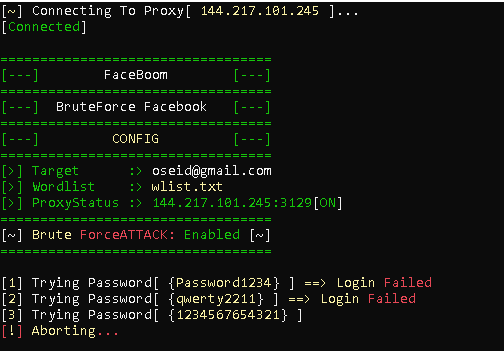 [~] Connecting To Proxy[ 144.217.101.245 ]...
[Connected]
==================================
[---] FaceBoom [---]
==================================
[---] BruteForce Facebook [---]
==================================
[---] CONFIG [---]
==================================
[>] Target :> oseid@gmail.com
[>] Wordlist :> wlist.txt
[>] ProxyStatus :> 144.217.101.245:3129[ON]
==================================
[~] Brute ForceATTACK: Enabled [~]
==================================
[1] Trying Password[ {Password1234} ] ==> Login Failed
[2] Trying Password[ {qwerty2211} ] ==> Login Failed
[3] Trying Password[ {1234567654321} ]
[!] Aborting...